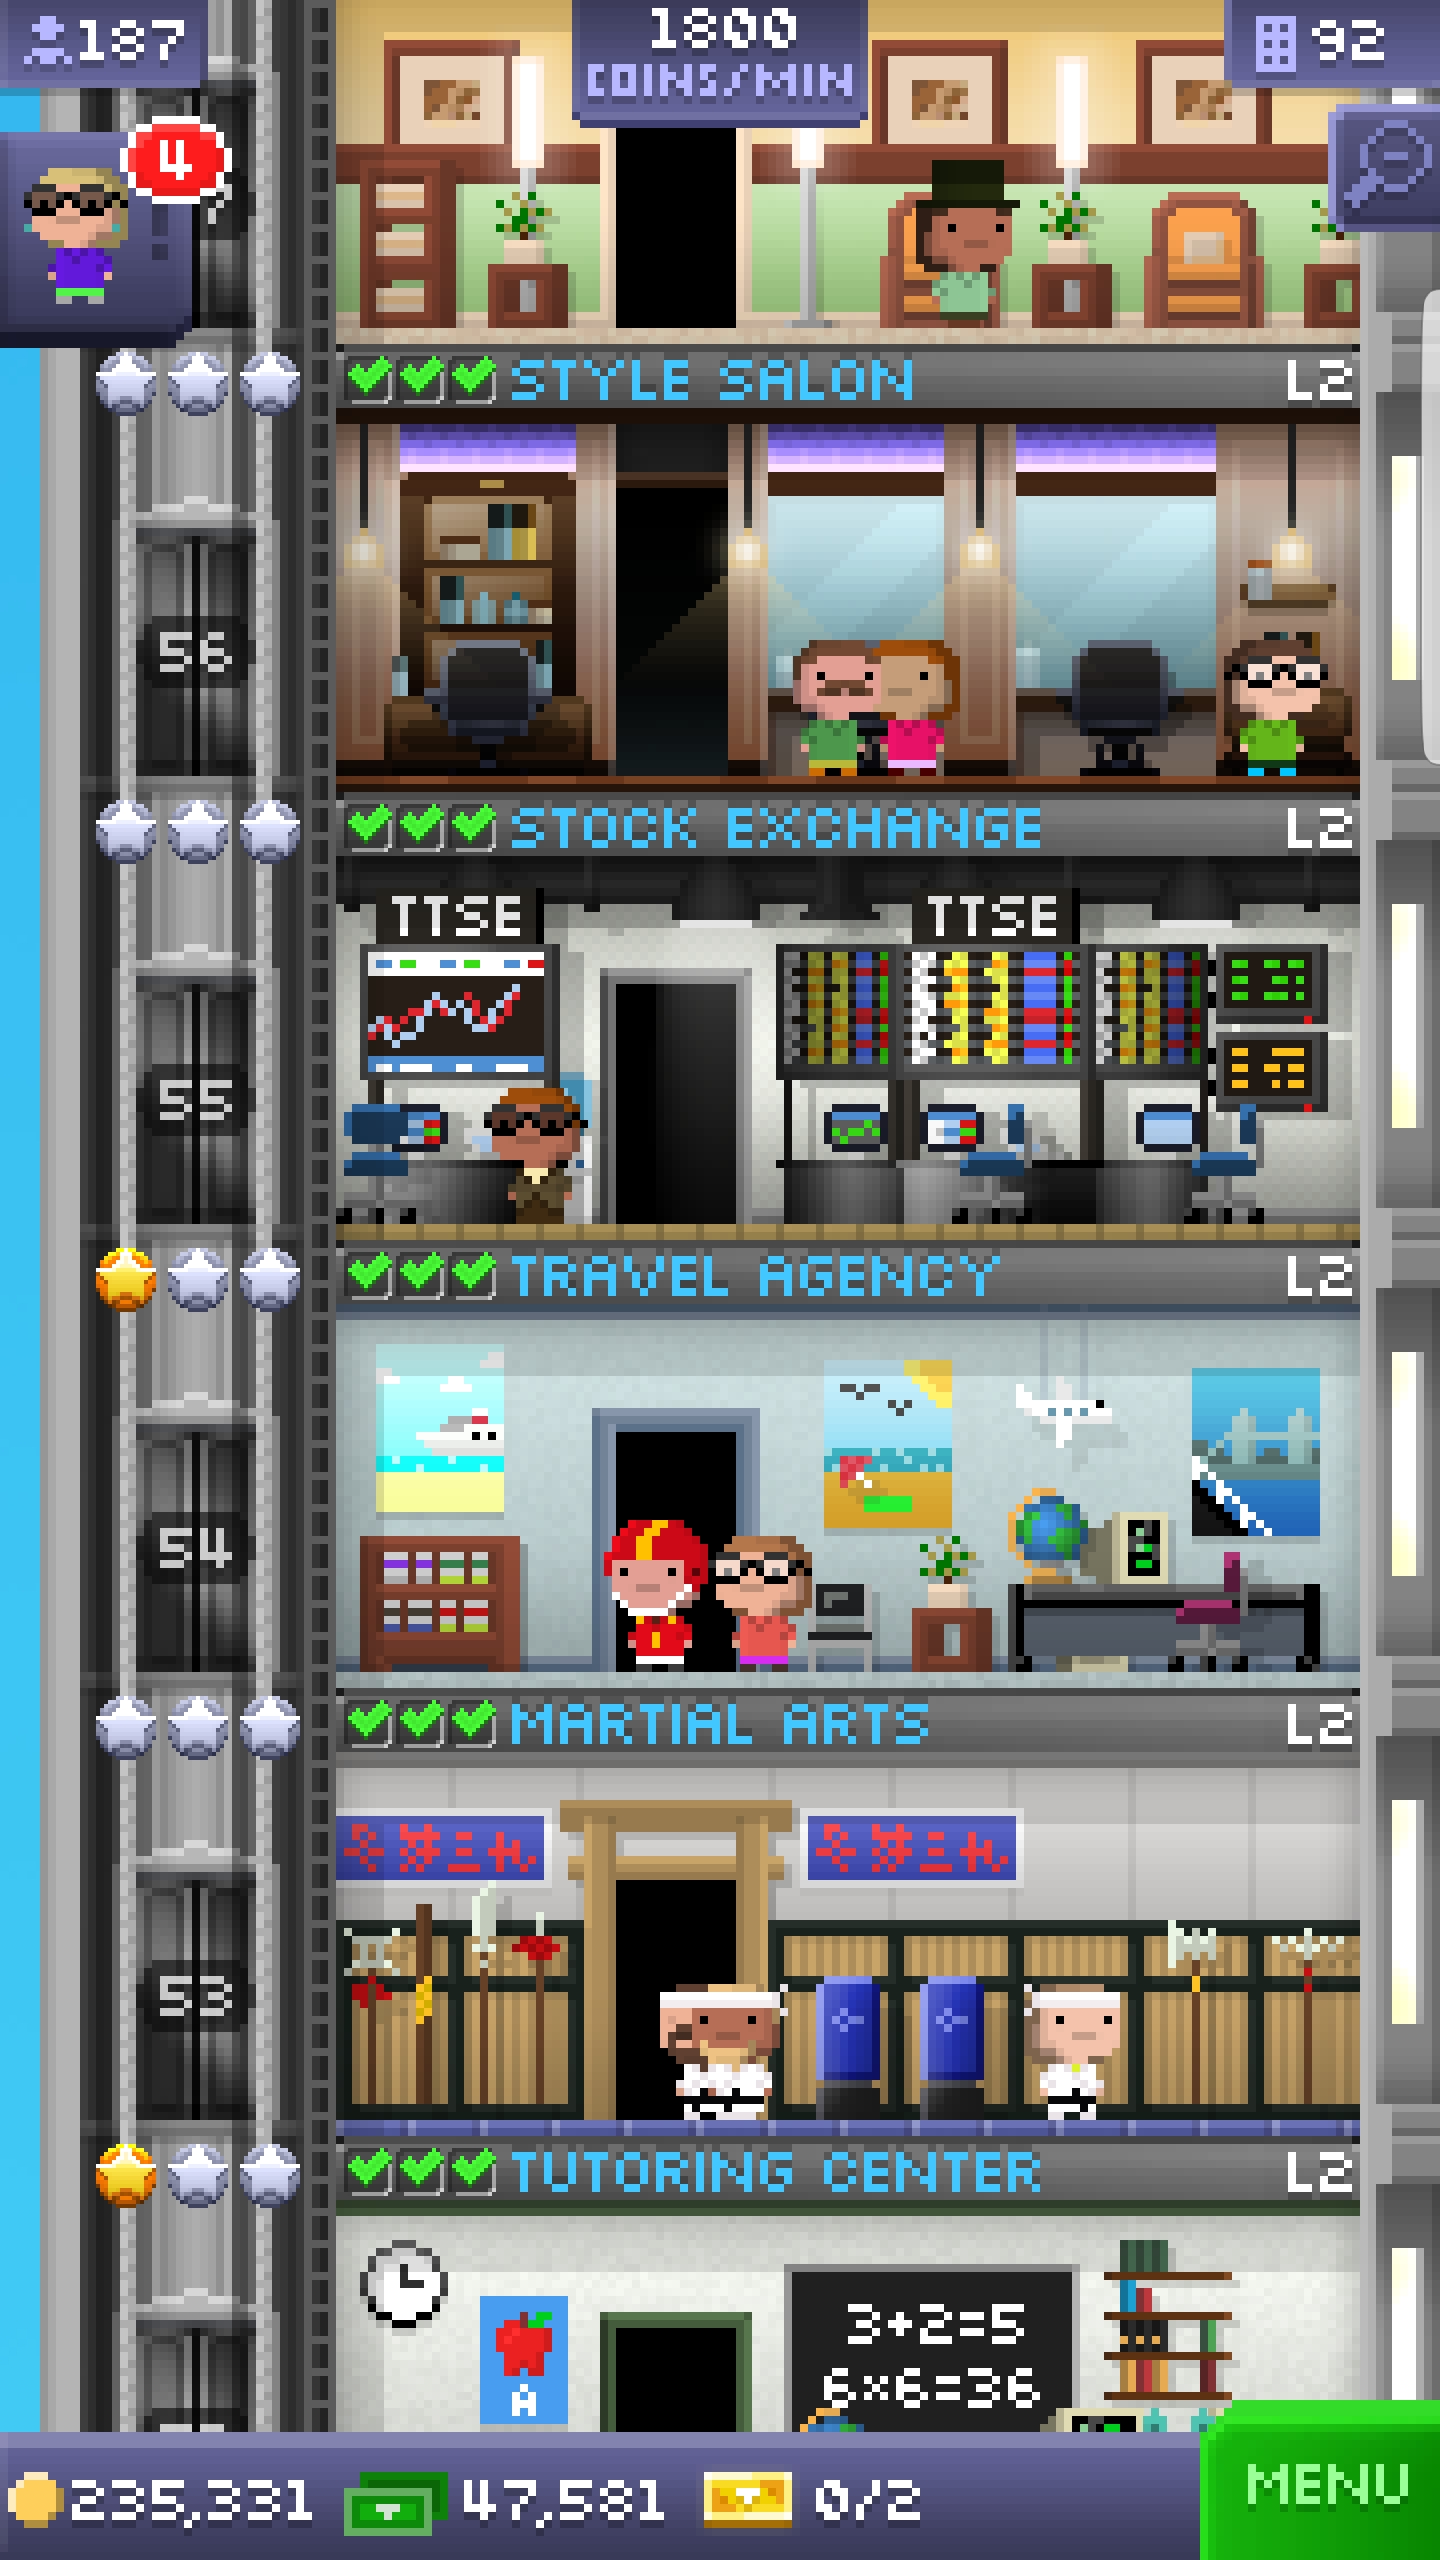 187
1800
COINS/MIN
92
4
STYLE SALON L2
56
STOCK EXCHANGE L2
TTSE TTSE
55
TRAVEL AGENCY L2
54
MARTIAL ARTS L2
53
TUTORING CENTER L2
3+2=5
6×6=36
A
235,331 47,581 0/2 MENU